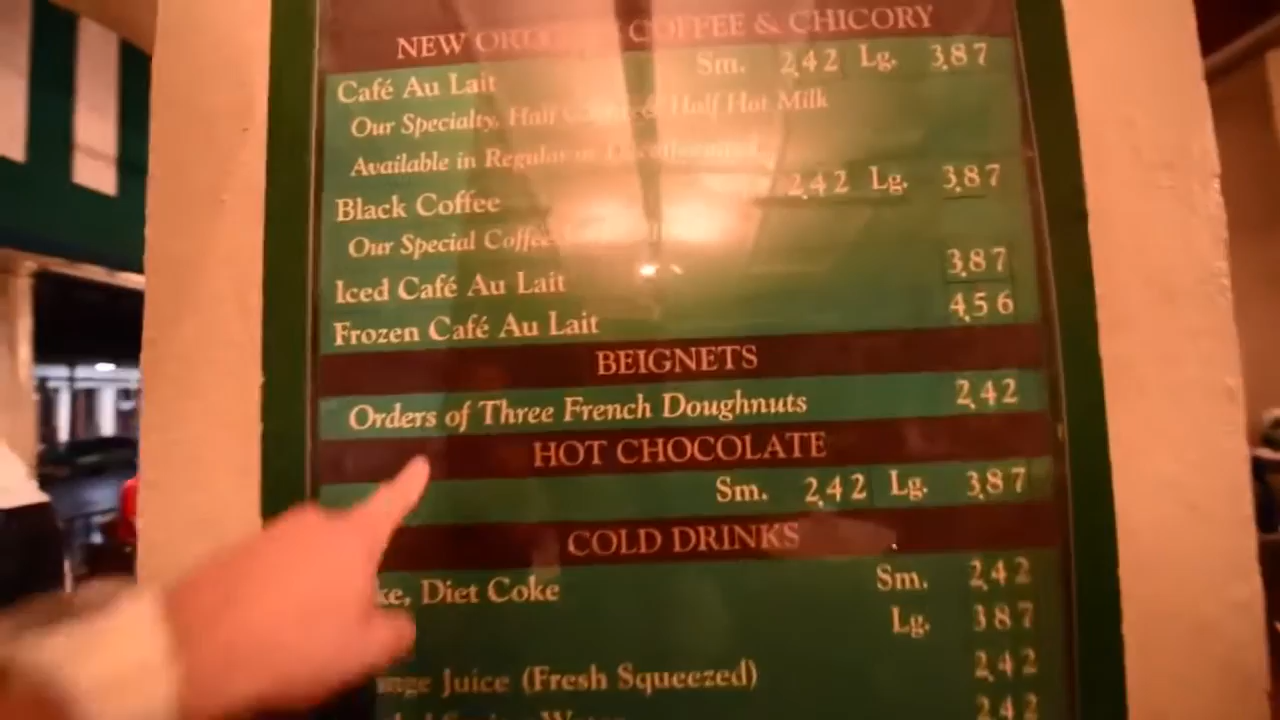 NEW COFFEE & CHICORY
Café Au Lait Sm. 2.42 Lg. 3.87
Our Specialty, Half & Half Hot Milk
Available in Regular or Decaffeinated
Black Coffee 2.42 Lg. 3.87
Our Special Coffee
Iced Café Au Lait 3.87
Frozen Café Au Lait 4.56
BEIGNETS
Orders of Three French Doughnuts 2.42
HOT CHOCOLATE
Sm. 2.42 Lg. 3.87
COLD DRINKS
ke, Diet Coke Sm. 2.42
Lg. 3.87
nge Juice (Fresh Squeezed) 2.42
Water 2.42